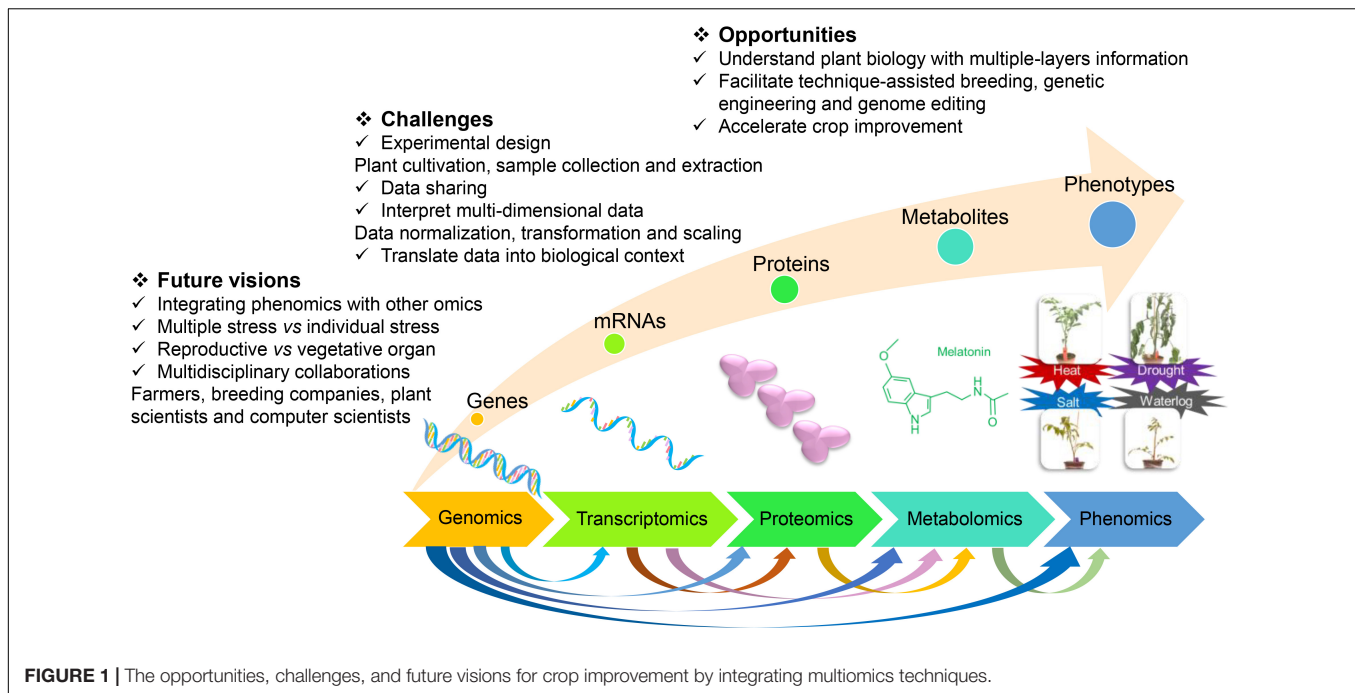 ❖ Opportunities
✓ Understand plant biology with multiple-layers information
✓ Facilitate technique-assisted breeding, genetic
engineering and genome editing
✓ Accelerate crop improvement
❖ Challenges
✓ Experimental design
Plant cultivation, sample collection and extraction
✓ Data sharing
✓ Interpret multi-dimensional data
Data normalization, transformation and scaling
✓ Translate data into biological context
❖ Future visions
✓ Integrating phenomics with other omics
✓ Multiple stress vs individual stress
✓ Reproductive vs vegetative organ
✓ Multidisciplinary collaborations
Farmers, breeding companies, plant
scientists and computer scientists
Genes
mRNAs
Proteins
Metabolites
Phenotypes
Melatonin
O
N
H
H
N
O
Heat
Drought
Salt
Waterlog
Genomics
Transcriptomics
Proteomics
Metabolomics
Phenomics
FIGURE 1 | The opportunities, challenges, and future visions for crop improvement by integrating multiomics techniques.